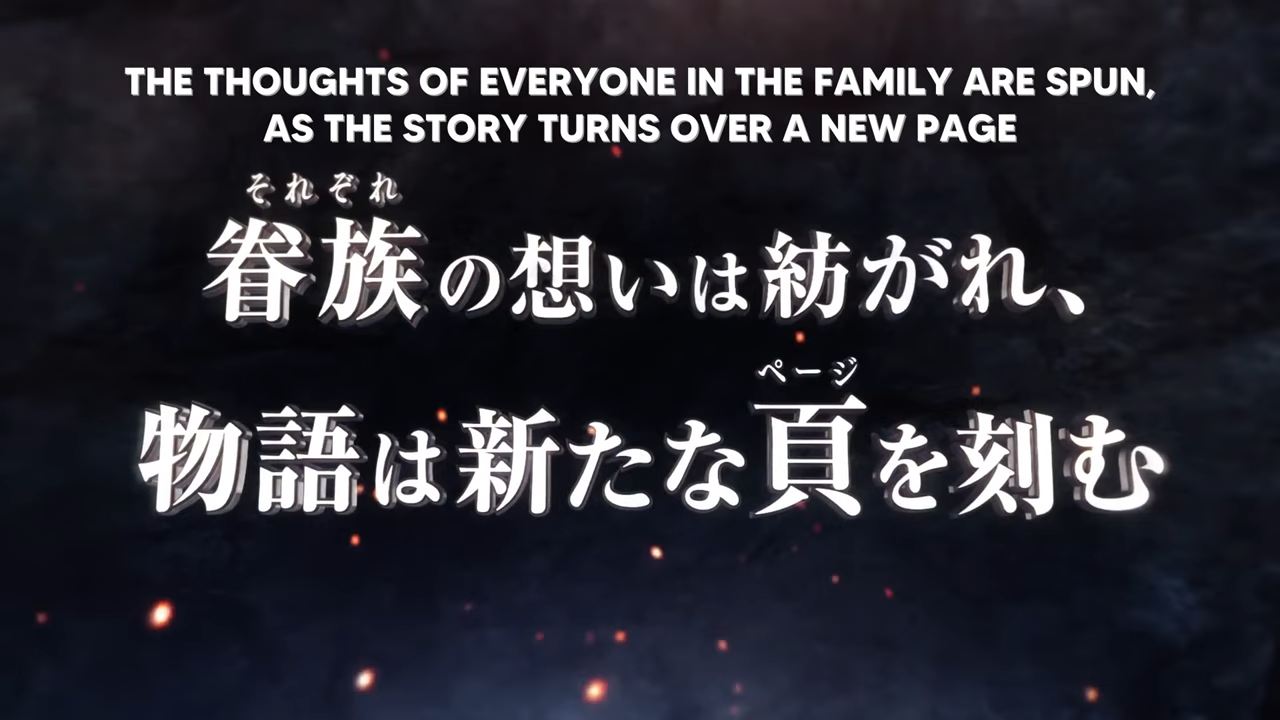 THE THOUGHTS OF EVERYONE IN THE FAMILY ARE SPUN,
AS THE STORY TURNS OVER A NEW PAGE
それぞれ
眷族の想いは紡がれ、
ページ
物語は新たな頁を刻む